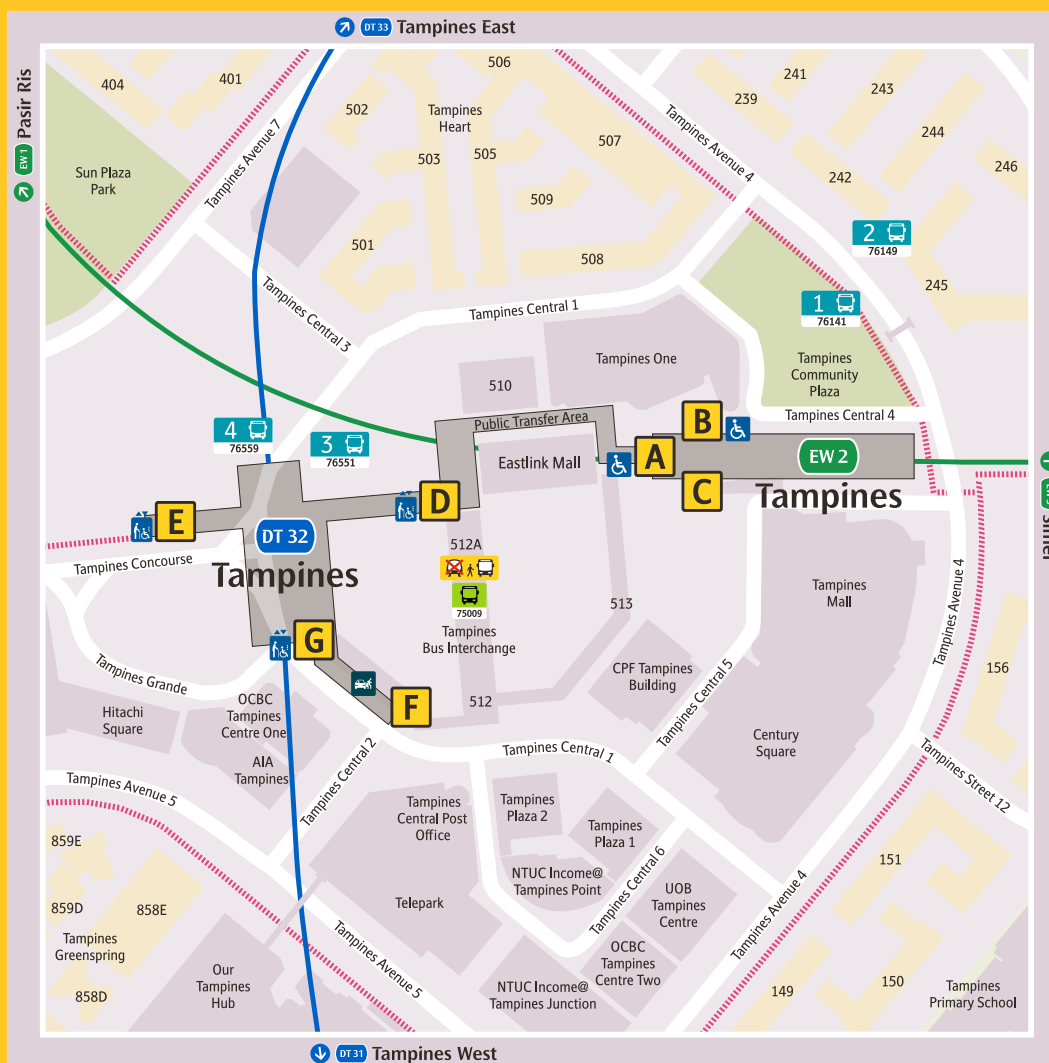 DT 33 Tampines East
EW 1 Pasir Ris
404
401
506
502
Tampines
Heart
503
505
507
509
501
508
241
239
243
244
242
246
245
Tampines Avenue 7
Tampines Avenue 4
Sun Plaza
Park
2
76149
1
76141
Tampines Central 3
Tampines Central 1
Tampines One
Tampines
Community
Plaza
510
Public Transfer Area
Tampines Central 4
4
76559
3
76551
Eastlink Mall
A
B
C
EW 2
Tampines
D
E
DT 32
Tampines
Tampines Concourse
512A
75009
Tampines
Bus Interchange
513
Tampines
Mall
Tampines Avenue 4
G
F
512
CPF Tampines
Building
Tampines Central 5
156
Tampines Grande
Hitachi
Square
OCBC
Tampines
Centre One
AIA
Tampines
Tampines Central 2
Tampines Central 1
Century
Square
Tampines Street 12
Tampines Avenue 5
Tampines
Central Post
Office
Tampines
Plaza 2
Tampines
Plaza 1
859E
859D
858E
Tampines
Greenspring
858D
Telepark
NTUC Income@
Tampines Point
Tampines Central 6
UOB
Tampines
Centre
Tampines Avenue 4
151
Our
Tampines
Hub
Tampines Avenue 5
NTUC Income@
Tampines Junction
OCBC
Tampines
Centre Two
149
150
Tampines
Primary School
DT 31 Tampines West